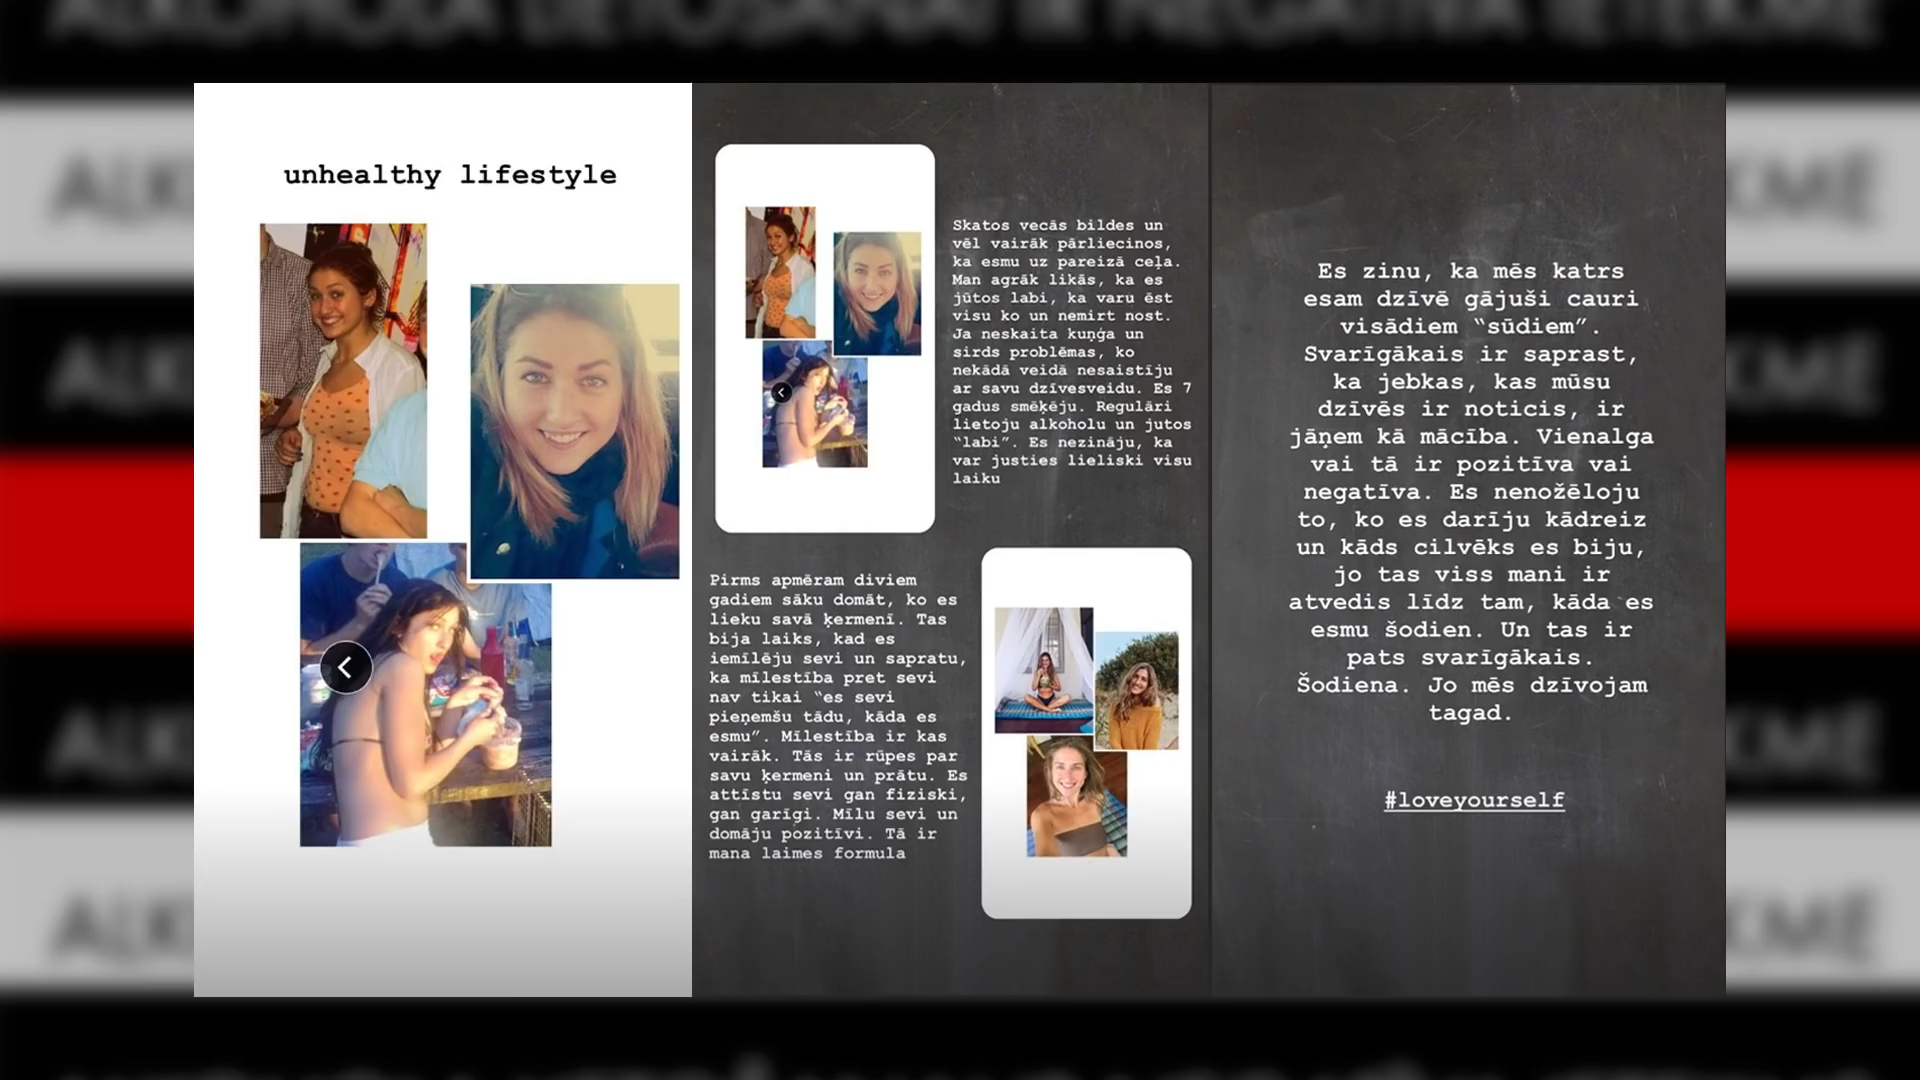 ALKOHOLA LIETOŠANAI IR NEGATĪVA IETEKME
unhealthy lifestyle
Skatos vecās bildes un
vēl vairāk pārliecinos,
ka esmu uz pareizā ceļa.
Man agrāk likās, ka es
jūtos labi, ka varu ēst
visu ko un nemirt nost.
Ja neskaita kuņģa un
sirds problēmas, ko
nekādā veidā nesaistīju
ar savu dzīvesveidu. Es 7
gadus smēķēju. Regulāri
lietoju alkoholu un jutos
“labi”. Es nezināju, ka
var justies lieliski visu
laiku
Pirms apmēram diviem
gadiem sāku domāt, ko es
lieku savā ķermenī. Tas
bija laiks, kad es
iemīlēju sevi un sapratu,
ka mīlestība pret sevi
nav tikai “es sevi
pieņemšu tādu, kāda es
esmu”. Mīlestība ir kas
vairāk. Tās ir rūpes par
savu ķermeni un prātu. Es
attīstu sevi gan fiziski,
gan garīgi. Mīlu sevi un
domāju pozitīvi. Tā ir
mana laimes formula
Es zinu, ka mēs katrs
esam dzīvē gājuši cauri
visādiem “sūdiem”.
Svarīgākais ir saprast,
ka jebkas, kas mūsu
dzīvēs ir noticis, ir
jāņem kā mācība. Vienalga
vai tā ir pozitīva vai
negatīva. Es nenožēloju
to, ko es darīju kādreiz
un kāds cilvēks es biju,
jo tas viss mani ir
atvedis līdz tam, kāda es
esmu šodien. Un tas ir
pats svarīgākais.
Šodiena. Jo mēs dzīvojam
tagad.
#loveyourself